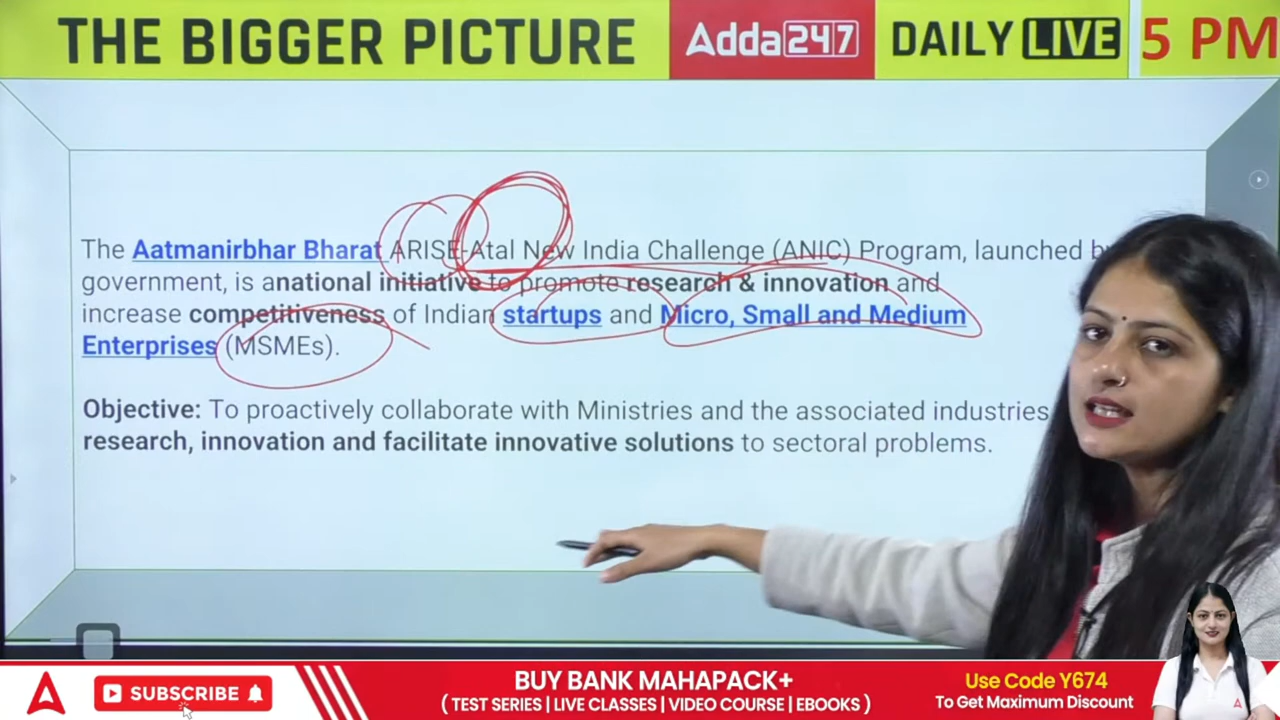 THE BIGGER PICTURE Adda247 DAILY LIVE 5 PM
The Aatmanirbhar Bharat ARISE-Atal New India Challenge (ANIC) Program, launched
government, is anational initiative to promote research & innovation and
increase competitiveness of Indian startups and Micro, Small and Medium
Enterprises (MSMEs).
Objective: To proactively collaborate with Ministries and the associated industries
research, innovation and facilitate innovative solutions to sectoral problems.
SUBSCRIBE
BUY BANK MAHAPACK+
( TEST SERIES | LIVE CLASSES | VIDEO COURSE | EBOOKS )
Use Code Y674
To Get Maximum Discount